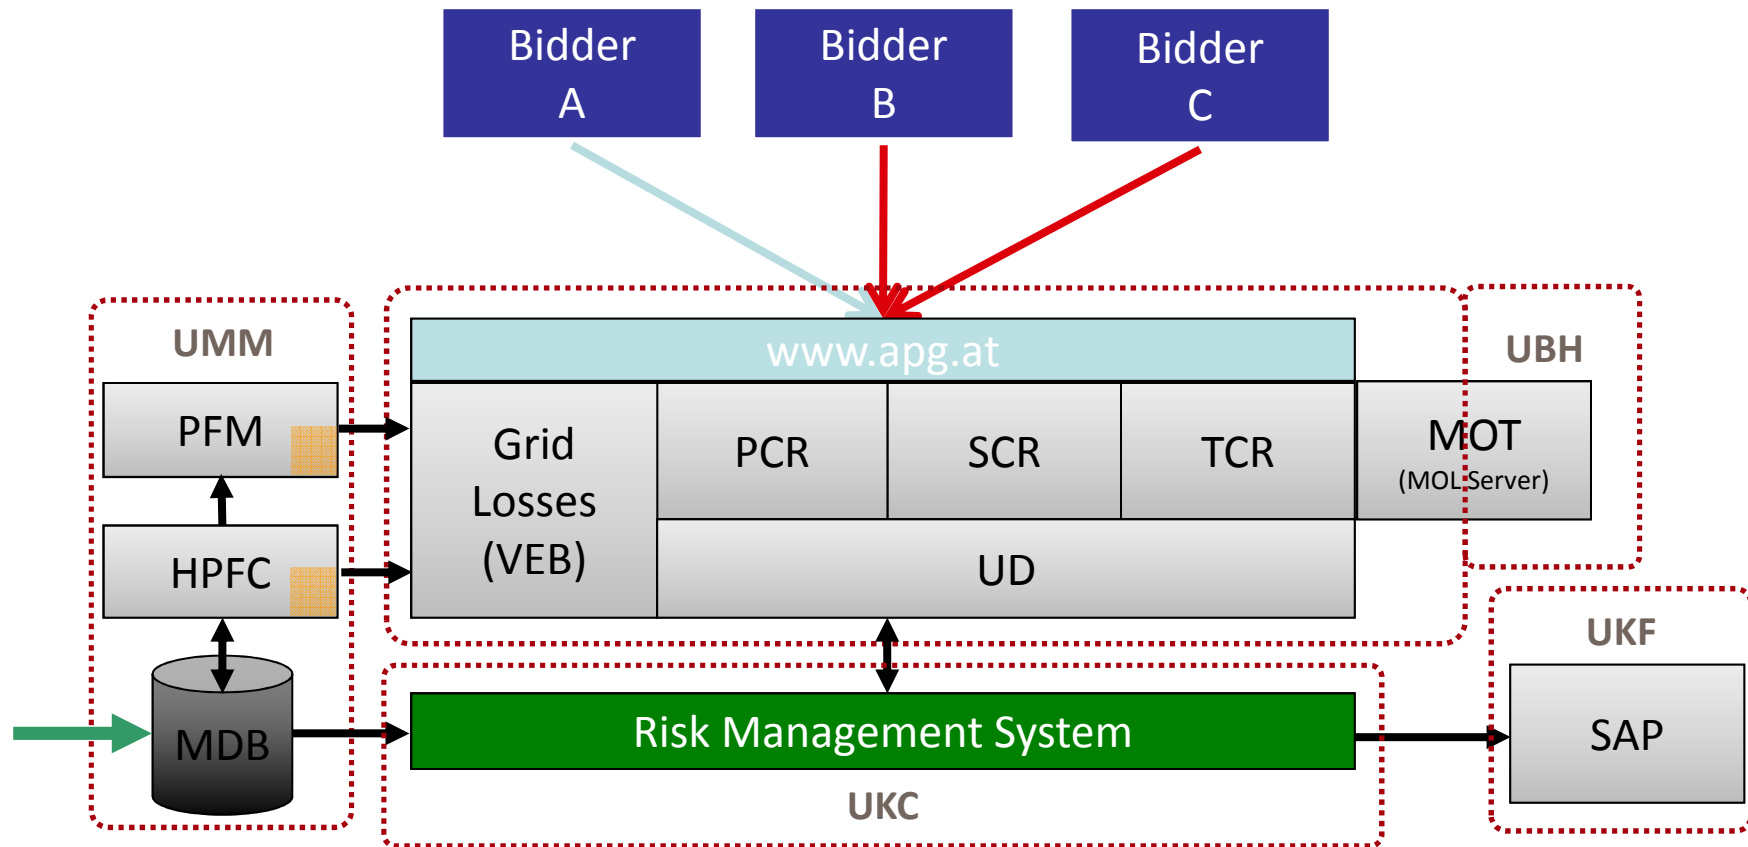 Bidder
A
Bidder
B
Bidder
C
UMM
www.apg.at
UBH
PFM
Grid
Losses
(VEB)
PCR
SCR
TCR
MOT
(MOL Server)
HPFC
UD
UKF
MDB
Risk Management System
SAP
UKC